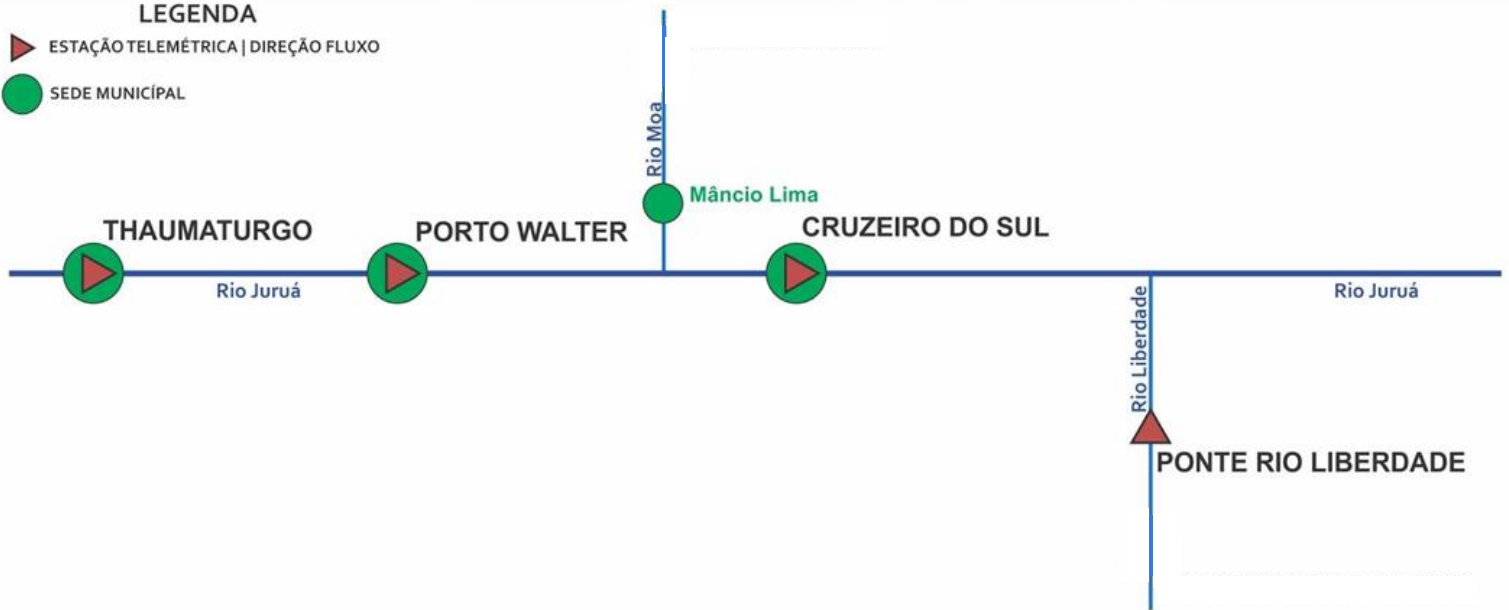 LEGENDA
ESTAÇÃO TELEMÉTRICA | DIREÇÃO FLUXO
SEDE MUNICÍPAL
Rio Moa
Mâncio Lima
THAUMATURGO
PORTO WALTER
CRUZEIRO DO SUL
Rio Juruá
Rio Juruá
Rio Liberdade
PONTE RIO LIBERDADE